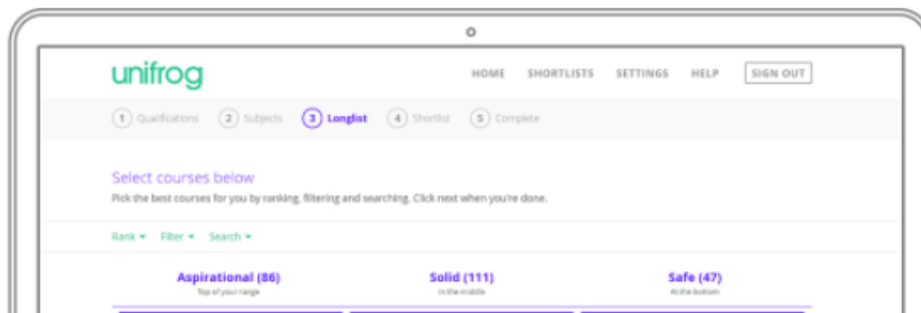 unifrog
HOME SHORTLISTS SETTINGS HELP SIGN OUT
1 Qualifications 2 Subjects 3 Longlist 4 Shortlist 5 Complete
Select courses below
Pick the best courses for you by ranking, filtering and searching. Click next when you're done.
Rank Filter Search
Aspirational (86) Solid (111) Safe (47)
Top of your range In the middle At the bottom